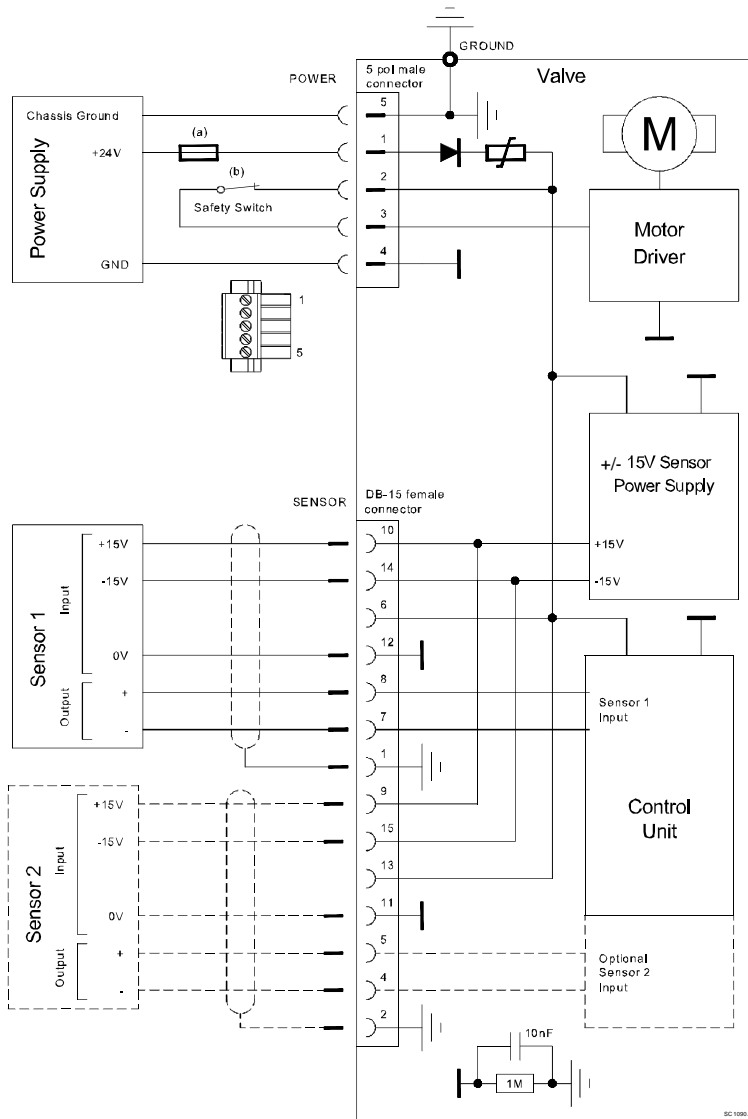 GROUND
POWER
5 pol male
connector
Valve
Power Supply
Chassis Ground
5
+24V
(a)
1
M
(b)
2
Safety Switch
3
Motor
Driver
GND
4
1
5
+/- 15V Sensor
Power Supply
SENSOR
DB-15 female
connector
Sensor 1
Input
+15V
10
+15V
-15V
14
-15V
6
0V
12
Output
+
8
Sensor 1
Input
-
7
1
Sensor 2
Input
+15V
9
-15V
15
Control
Unit
13
0V
11
Output
+
5
Optional
Sensor 2
Input
-
4
2
10nF
1M